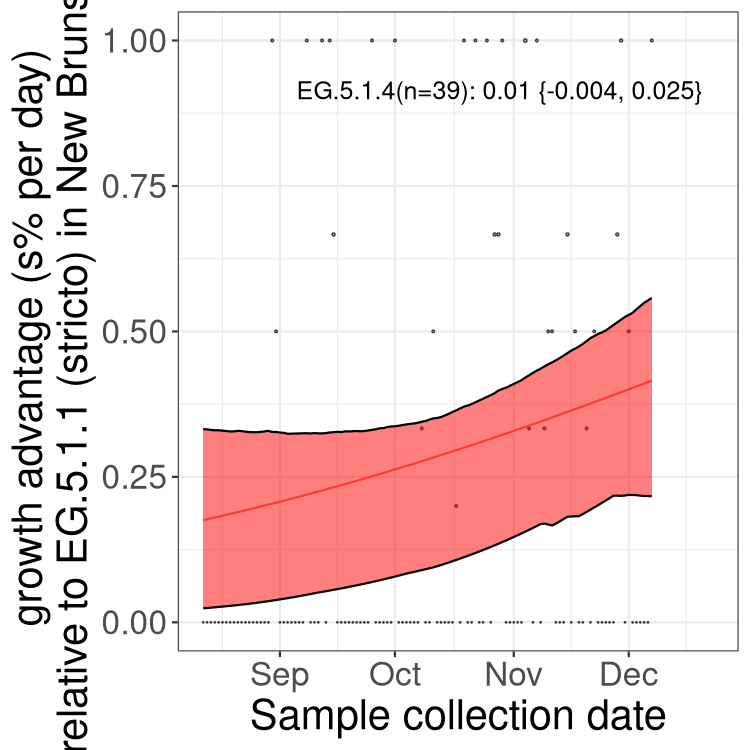 growth advantage (s% per day)
relative to EG.5.1.1 (stricto) in New Bruns
1.00
0.75
0.50
0.25
0.00
EG.5.1.4(n=39): 0.01 {-0.004, 0.025}
Sep Oct Nov Dec
Sample collection date